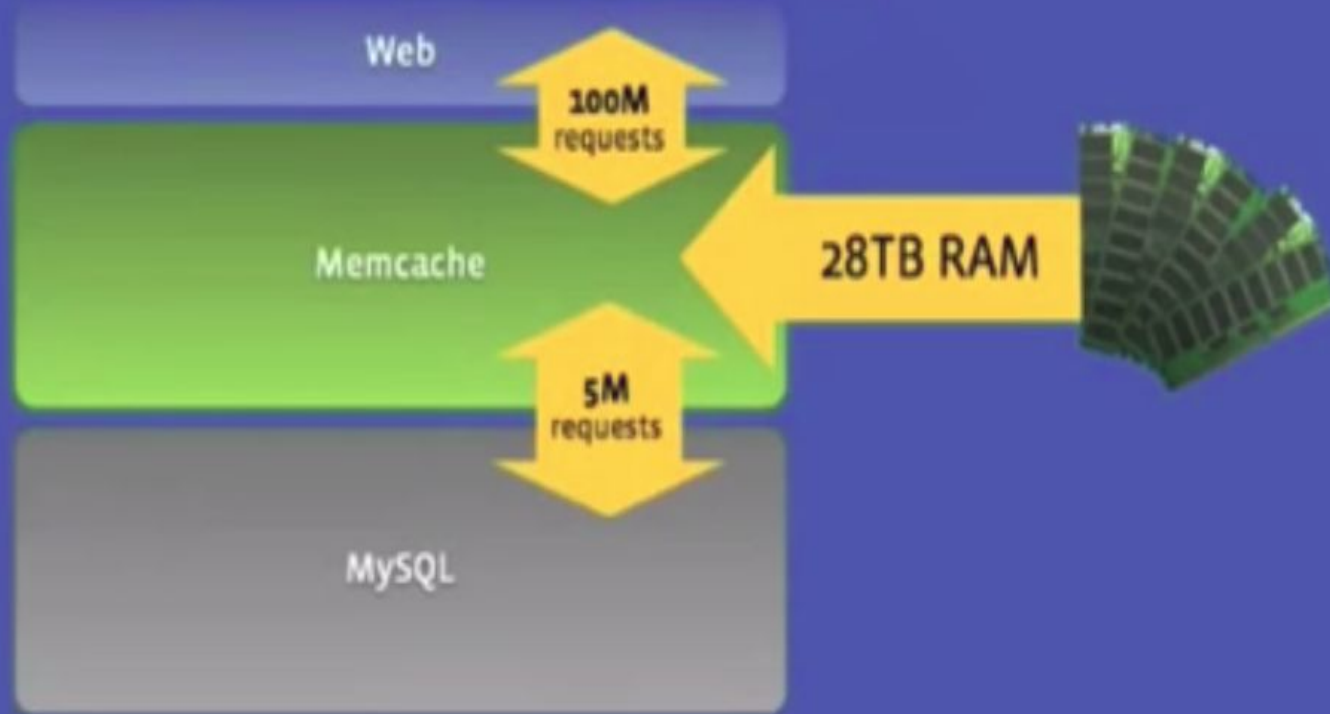 Web
100M
requests
Memcache
28TB RAM
5M
requests
MySQL